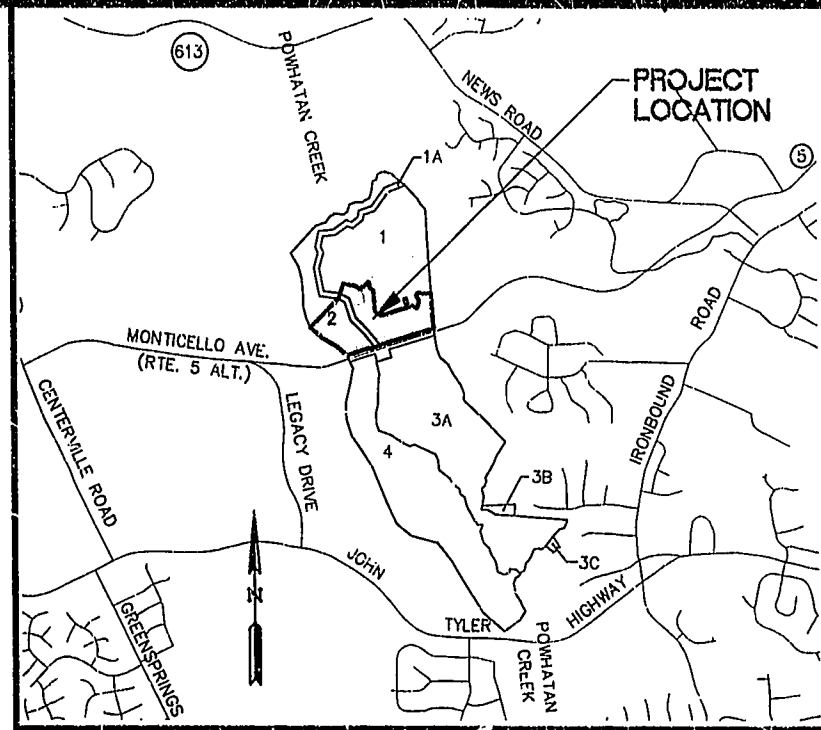 613
POWHATAN CREEK
NEWS ROAD
PROJECT
LOCATION
5
1A
1
2
MONTICELLO AVE.
(RTE. 5 ALT.)
CENTERVILLE ROAD
LEGACY DRIVE
3A
4
IRONBOUND ROAD
3B
3C
JOHN TYLER HIGHWAY
N
GREENSPRINGS
POWHATAN
CREEK